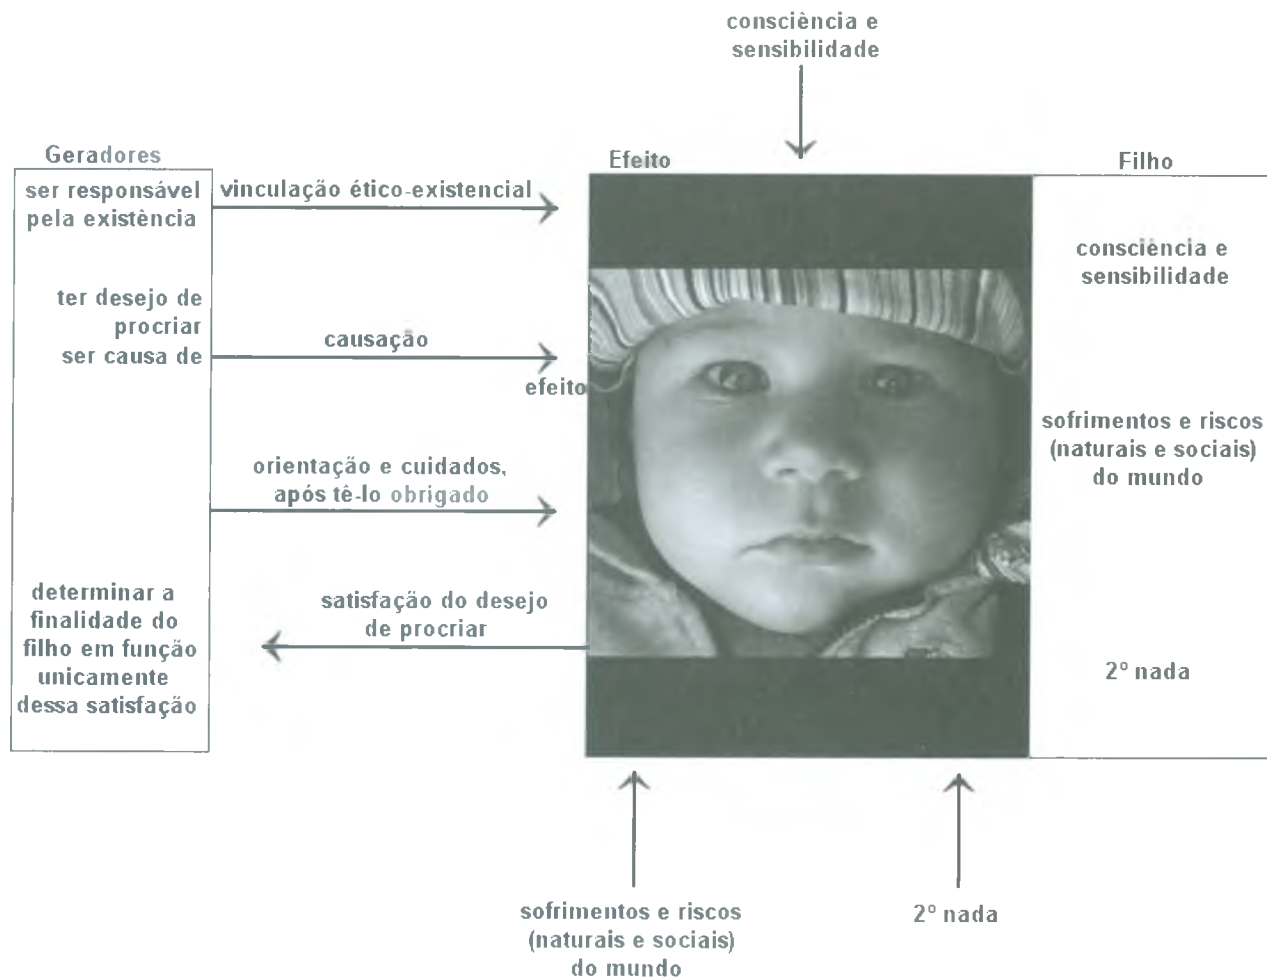 consciência e
sensibilidade
Geradores
Efeito
Filho
ser responsável
pela existência
vinculação ético-existencial
consciência e
sensibilidade
ter desejo de
procriar
ser causa de
causação
efeito
sofrimentos e riscos
(naturais e sociais)
do mundo
orientação e cuidados,
após tê-lo obrigado
determinar a
finalidade do
filho em função
unicamente
dessa satisfação
satisfação do desejo
de procriar
2º nada
sofrimentos e riscos
(naturais e sociais)
do mundo
2º nada